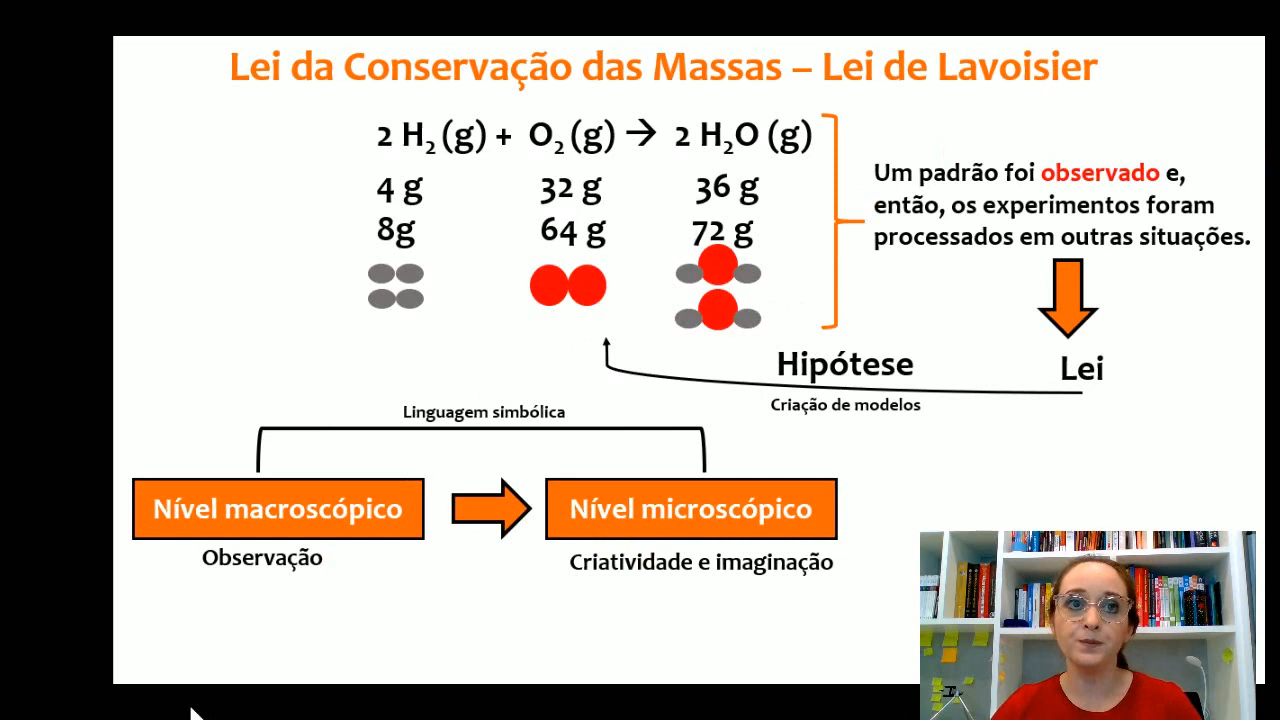 Lei da Conservação das Massas – Lei de Lavoisier
2 H₂ (g) + O₂ (g) → 2 H₂O (g)
4 g 32 g 36 g
8g 64 g 72 g
Um padrão foi observado e,
então, os experimentos foram
processados em outras situações.
Hipótese
Lei
Criação de modelos
Linguagem simbólica
Nível macroscópico
Nível microscópico
Observação
Criatividade e imaginação